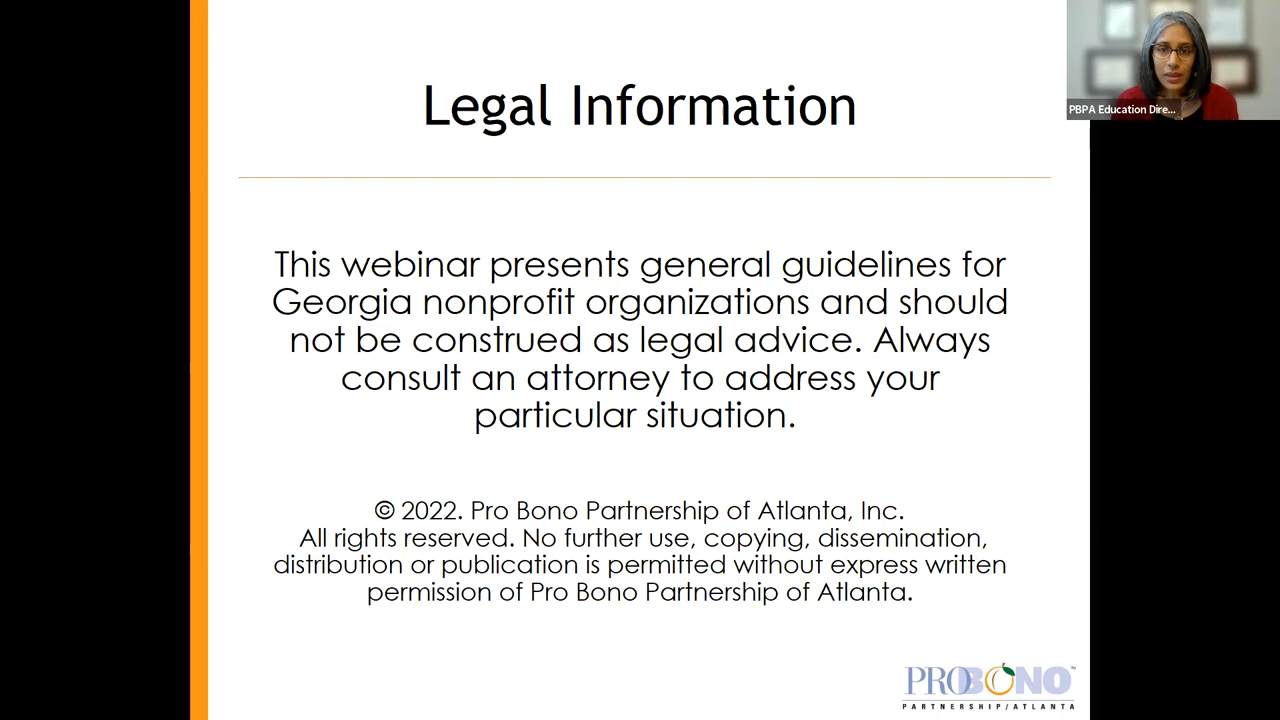 Legal Information
PBPA Education Dire...
This webinar presents general guidelines for
Georgia nonprofit organizations and should
not be construed as legal advice. Always
consult an attorney to address your
particular situation.
© 2022. Pro Bono Partnership of Atlanta, Inc.
All rights reserved. No further use, copying, dissemination,
distribution or publication is permitted without express written
permission of Pro Bono Partnership of Atlanta.
PROBONO™
PARTNERSHIP/ATLANTA